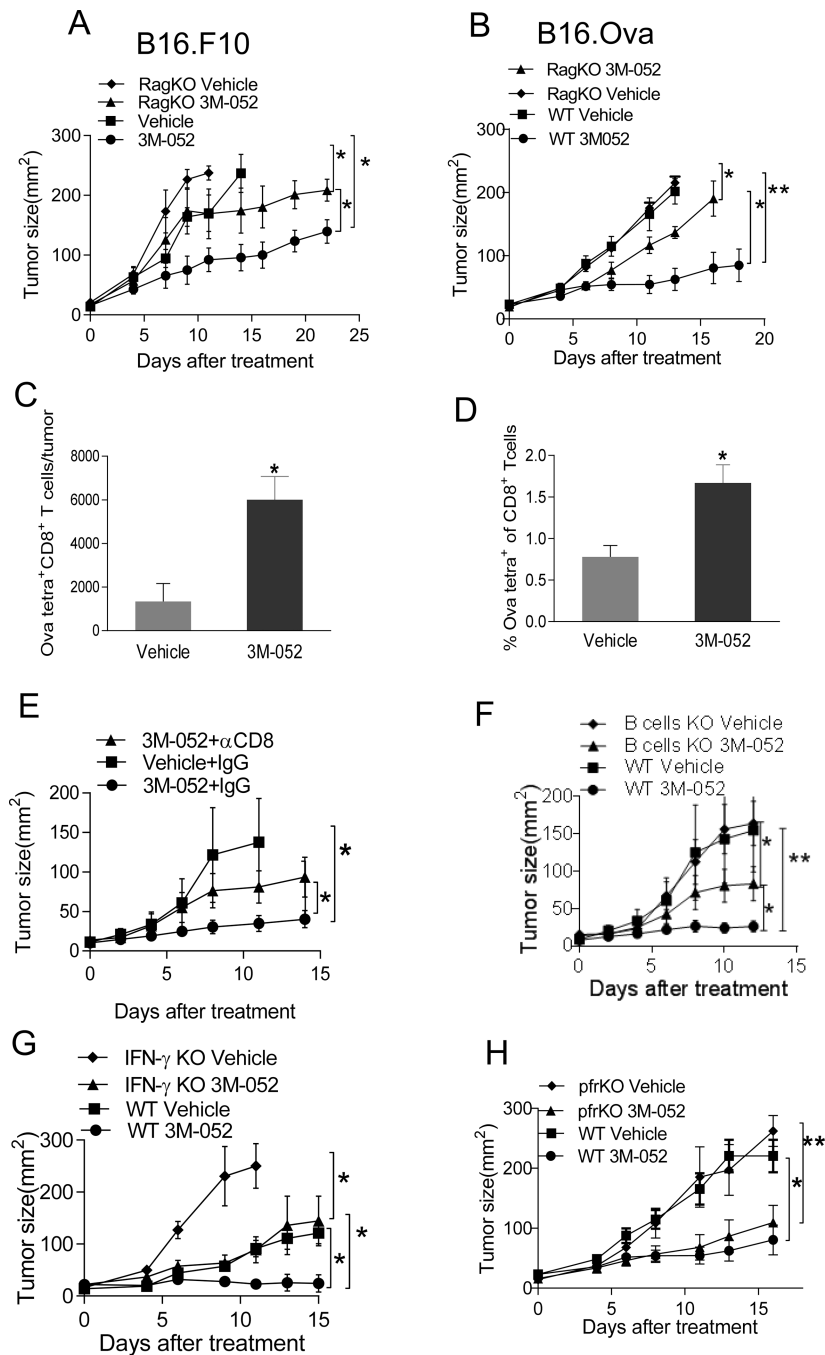 A
B16.F10
RagKO Vehicle
RagKO 3M-052
Vehicle
3M-052
300
200
100
0
Tumor size(mm²)
0 5 10 15 20 25
Days after treatment
* * *
B
B16.Ova
RagKO 3M-052
RagKO Vehicle
WT Vehicle
WT 3M052
300
200
100
0
Tumor size(mm²)
0 5 10 15 20
Days after treatment
* * **
C
8000
6000
4000
2000
0
Ova tetra⁺CD8⁺ T cells/tumor
*
Vehicle 3M-052
D
2.0
1.5
1.0
0.5
0.0
% Ova tetra⁺ of CD8⁺ Tcells
*
Vehicle 3M-052
E
3M-052+αCD8
Vehicle+IgG
3M-052+IgG
200
150
100
50
0
Tumor size(mm²)
0 5 10 15
Days after treatment
* *
F
B cells KO Vehicle
B cells KO 3M-052
WT Vehicle
WT 3M-052
200
150
100
50
0
Tumor size(mm²)
0 5 10 15
Days after treatment
* * **
G
IFN-γ KO Vehicle
IFN-γ KO 3M-052
WT Vehicle
WT 3M-052
300
200
100
0
Tumor size(mm²)
0 5 10 15
Days after treatment
* * *
H
pfrKO Vehicle
pfrKO 3M-052
WT Vehicle
WT 3M-052
300
200
100
0
Tumor size(mm²)
0 5 10 15
Days after treatment
* **